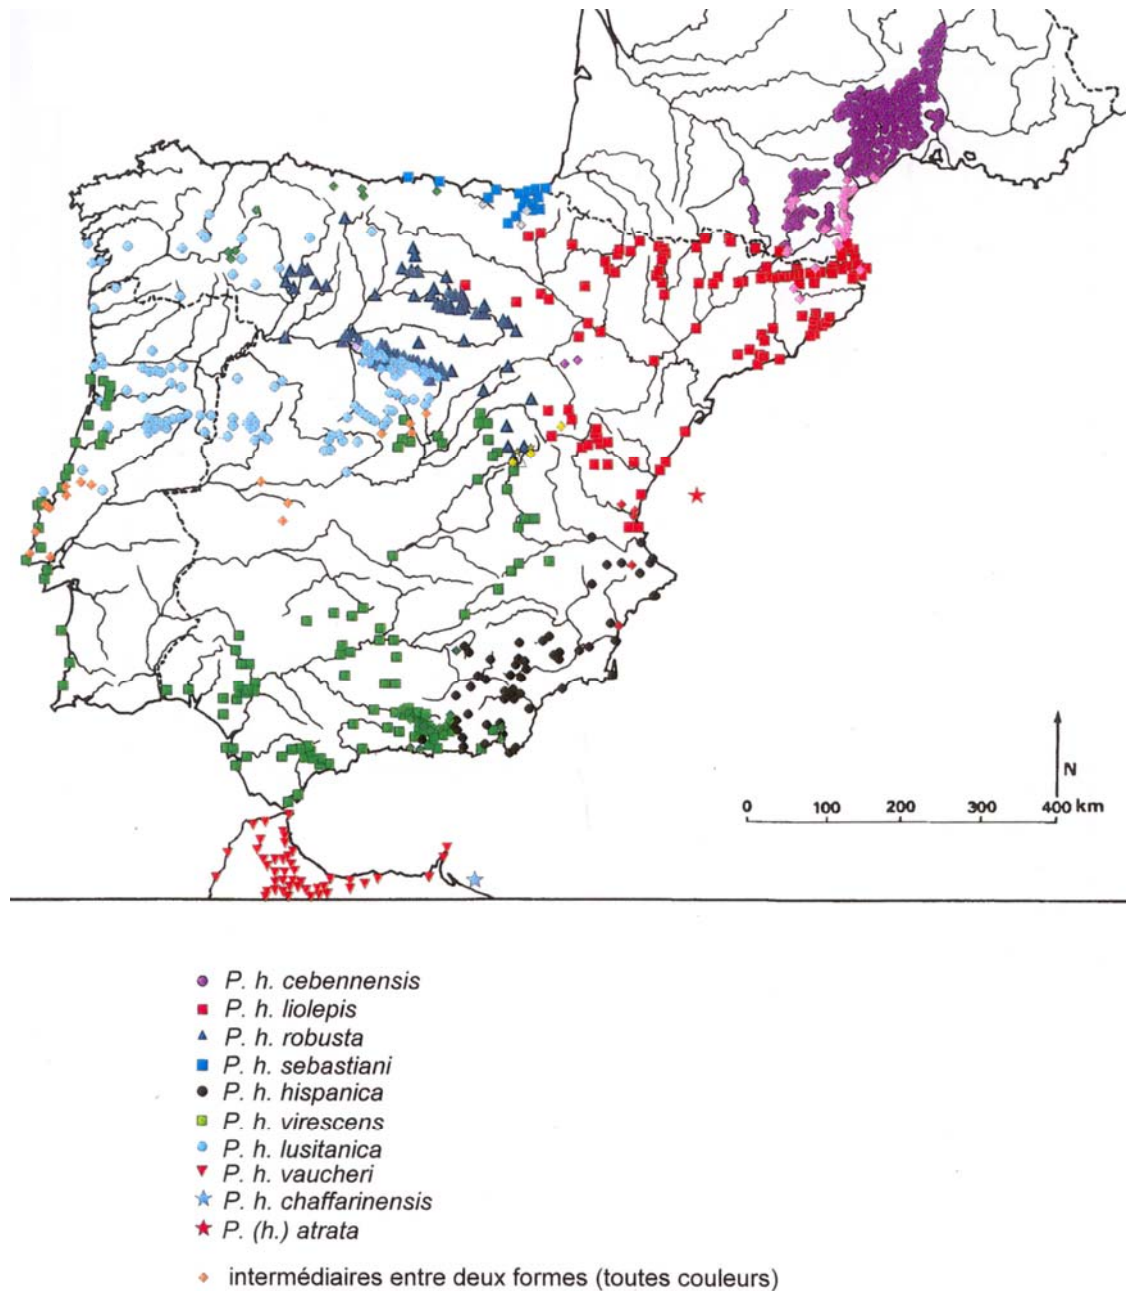 N
0 100 200 300 400 km
P. h. cebennensis
P. h. liolepis
P. h. robusta
P. h. sebastiani
P. h. hispanica
P. h. virescens
P. h. lusitanica
P. h. vaucheri
P. h. chaffarinensis
P. (h.) atrata
intermédiaires entre deux formes (toutes couleurs)